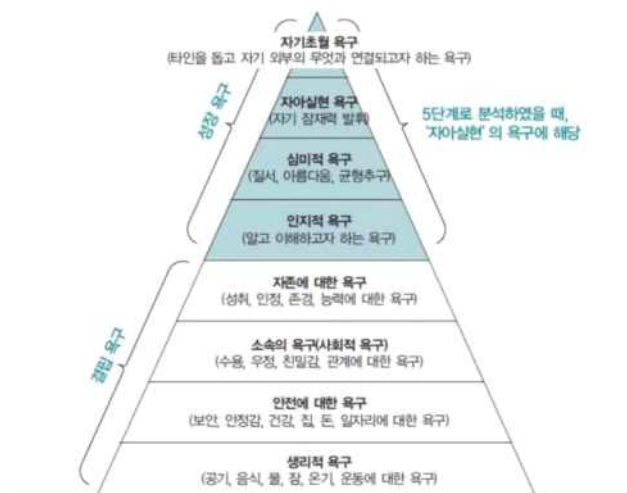 자기초월 욕구
(타인을 돕고 자기 외부의 무엇과 연결되고자 하는 욕구)
자아실현 욕구
(자기 잠재력 발휘)
심미적 욕구
(질서, 아름다움, 균형추구)
인지적 욕구
(알고 이해하고자 하는 욕구)
성장 욕구
5단계로 분석하였을 때,
'자아실현'의 욕구에 해당
자존에 대한 욕구
(성취, 인정, 존경, 능력에 대한 욕구)
소속의 욕구(사회적 욕구)
(수용, 우정, 친밀감, 관계에 대한 욕구)
안전에 대한 욕구
(보안, 안정감, 건강, 집, 돈, 일자리에 대한 욕구)
생리적 욕구
(공기, 음식, 물, 잠, 온기, 운동에 대한 욕구)
결핍 욕구